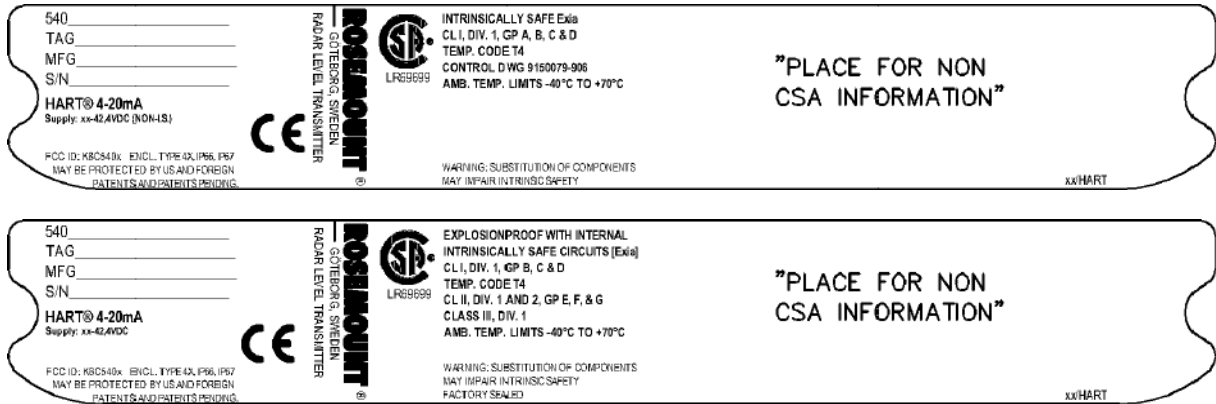 540
TAG
MFG
S/N
HART® 4-20mA
Supply: xx-42,4VDC (NON-I.S.)
FCC ID: K8C540x ENCL. TYPE 4X, IP66, IP67
MAY BE PROTECTED BY US AND FOREIGN
PATENTS AND PATENTS PENDING.
CE
RADAR LEVEL TRANSMITTER
GÖTEBORG, SWEDEN
ROSEMOUNT®
LR69699
INTRINSICALLY SAFE Exia
CL I, DIV. 1, GP A, B, C & D
TEMP. CODE T4
CONTROL DWG 9150079-906
AMB. TEMP. LIMITS -40°C TO +70°C
WARNING: SUBSTITUTION OF COMPONENTS
MAY IMPAIR INTRINSIC SAFETY
"PLACE FOR NON
CSA INFORMATION"
xx/HART
540
TAG
MFG
S/N
HART® 4-20mA
Supply: xx-42,4VDC
FCC ID: K8C540x ENCL. TYPE 4X, IP66, IP67
MAY BE PROTECTED BY US AND FOREIGN
PATENTS AND PATENTS PENDING.
CE
RADAR LEVEL TRANSMITTER
GÖTEBORG, SWEDEN
ROSEMOUNT®
LR69699
EXPLOSIONPROOF WITH INTERNAL
INTRINSICALLY SAFE CIRCUITS [Exia]
CL I, DIV. 1, GP B, C & D
TEMP. CODE T4
CL II, DIV. 1 AND 2, GP E, F, & G
CLASS III, DIV. 1
AMB. TEMP. LIMITS -40°C TO +70°C
WARNING: SUBSTITUTION OF COMPONENTS
MAY IMPAIR INTRINSIC SAFETY
FACTORY SEALED
"PLACE FOR NON
CSA INFORMATION"
xx/HART